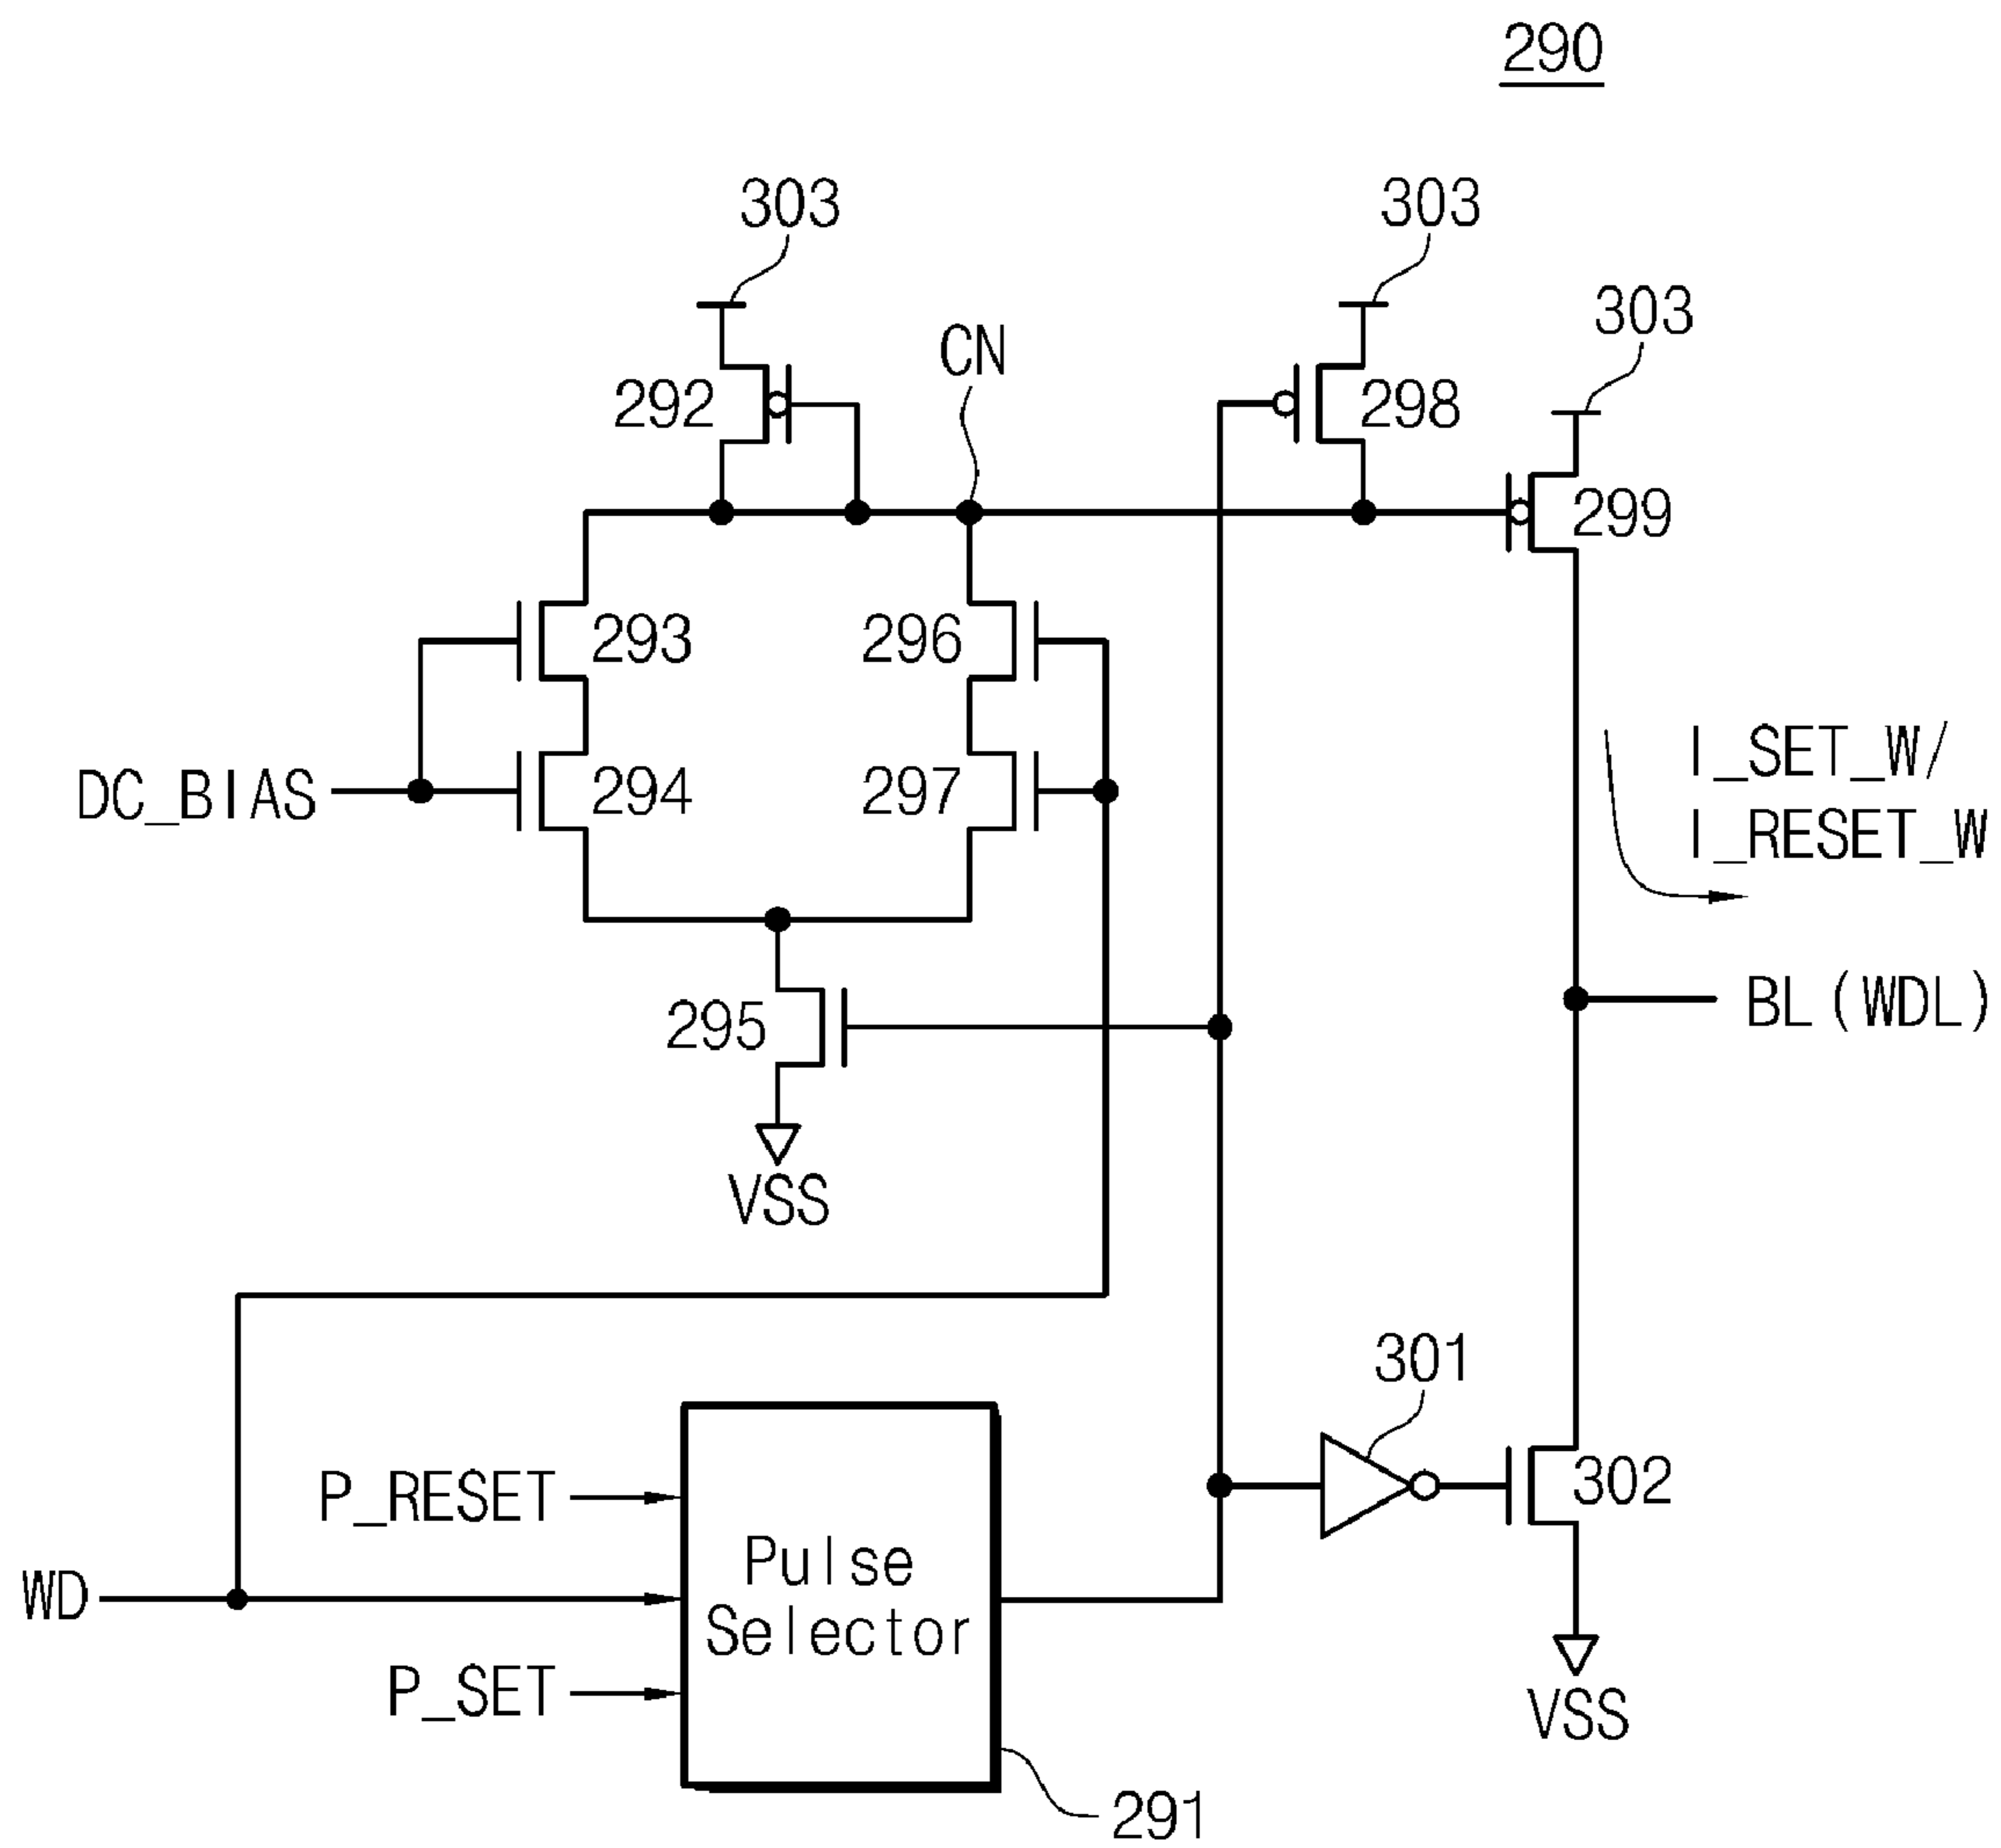 290
303
303
303
CN
292
298
299
293
296
DC_BIAS
294
297
I_SET_W/
I_RESET_W
295
BL(WDL)
VSS
301
P_RESET
302
WD
Pulse
Selector
P_SET
VSS
291